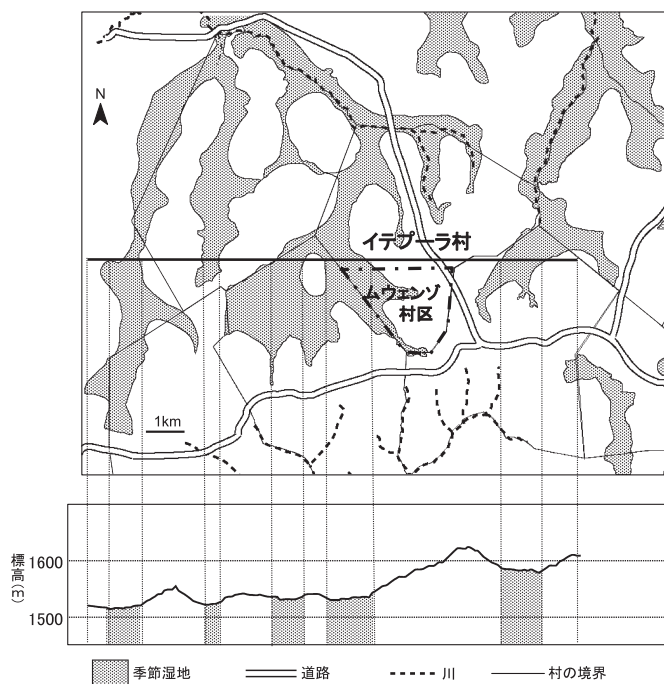 N
イテプーラ村
ムウェンゾ
村区
1km
標高(m)
1600
1500
季節湿地
道路
川
村の境界